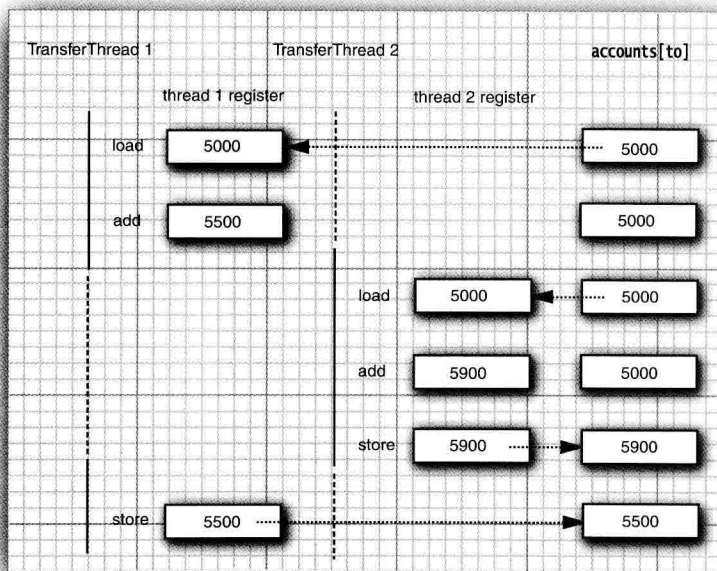 TransferThread 1 TransferThread 2 accounts[to]
thread 1 register thread 2 register
load 5000 5000
add 5500 5000
load 5000 5000
add 5900 5000
store 5900 5900
store 5500 5500